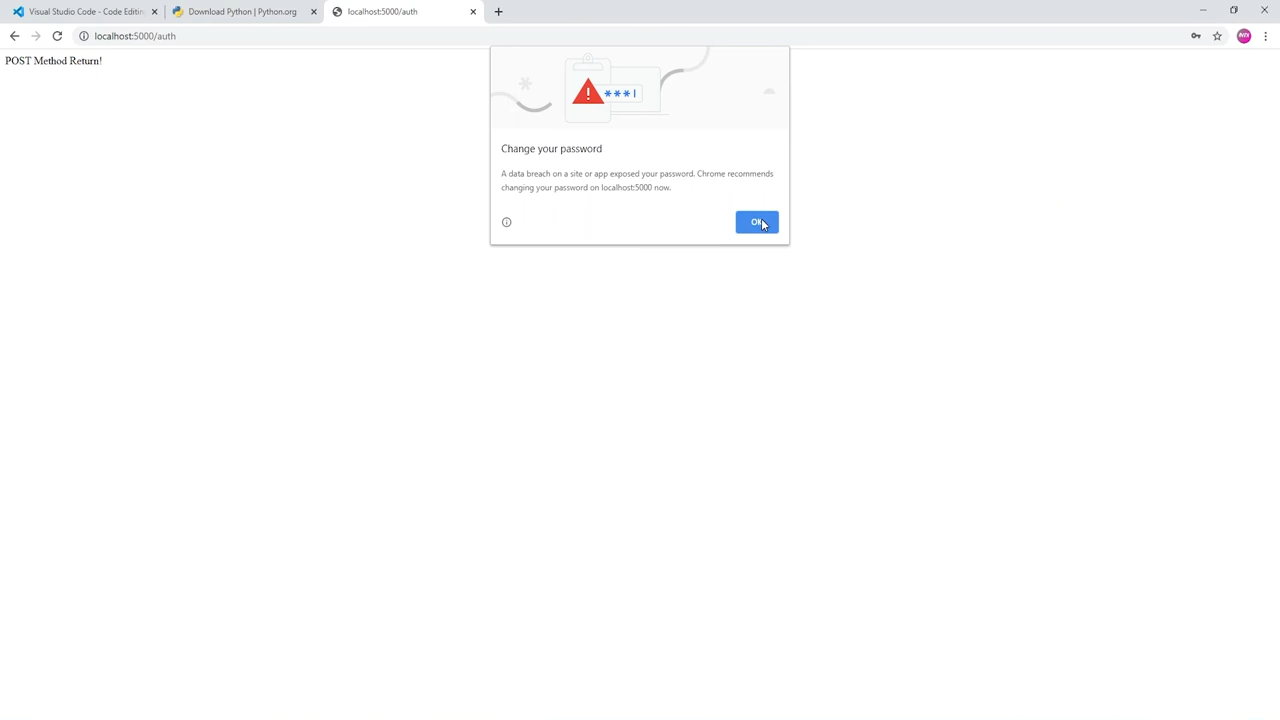 Visual Studio Code - Code Editin
Download Python | Python.org
localhost:5000/auth
localhost:5000/auth
POST Method Return!
***|
Change your password
A data breach on a site or app exposed your password. Chrome recommends
changing your password on localhost:5000 now.
OK